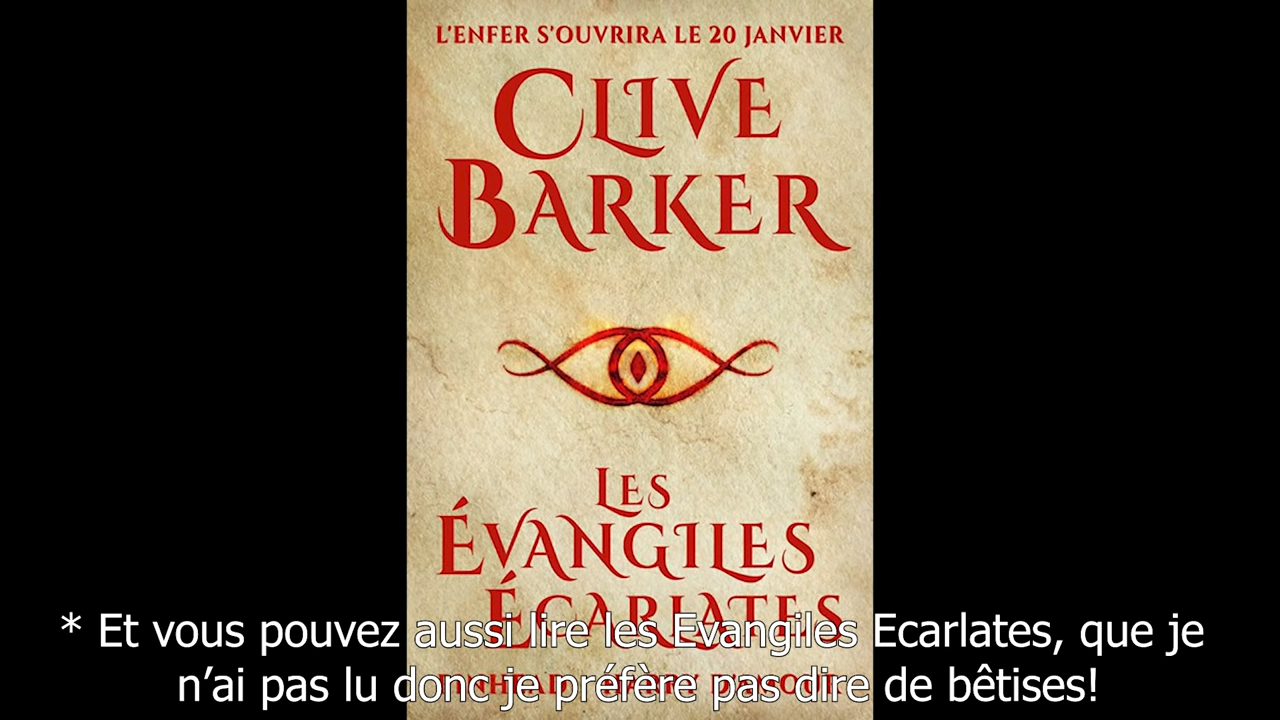 L'ENFER S'OUVRIRA LE 20 JANVIER
CLIVE
BARKER
LES
ÉVANGILES
ÉCARLATES
* Et vous pouvez aussi lire les Evangiles Ecarlates, que je
n'ai pas lu donc je préfère pas dire de bêtises!